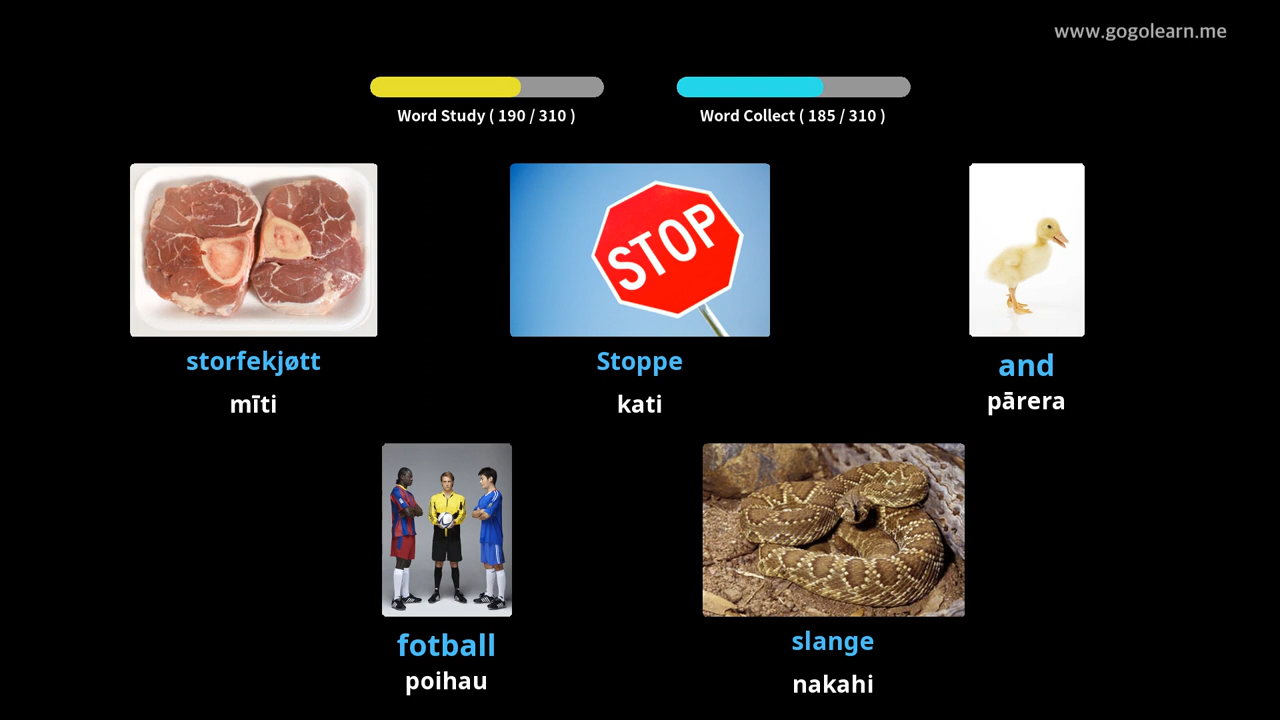 www.gogolearn.me
Word Study ( 190 / 310 )
Word Collect ( 185 / 310 )
STOP
storfekjøtt
mīti
Stoppe
kati
and
pārera
fotball
poihau
slange
nakahi